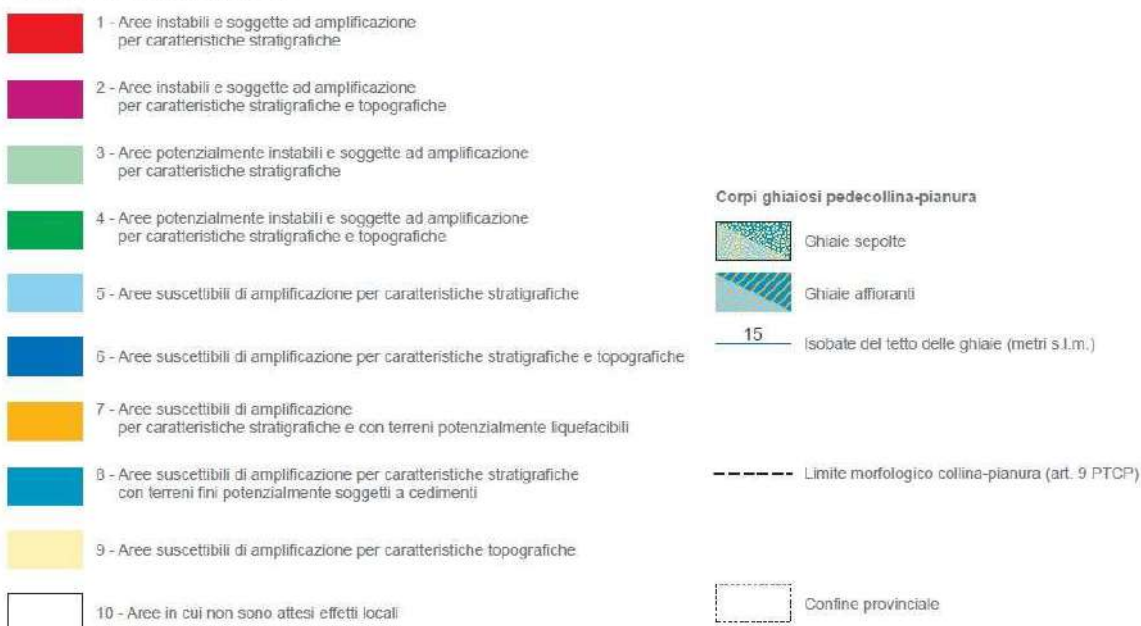 1 - Aree instabili e soggette ad amplificazione
per caratteristiche stratigrafiche
2 - Aree instabili e soggette ad amplificazione
per caratteristiche stratigrafiche e topografiche
3 - Aree potenzialmente instabili e soggette ad amplificazione
per caratteristiche stratigrafiche
4 - Aree potenzialmente instabili e soggette ad amplificazione
per caratteristiche stratigrafiche e topografiche
5 - Aree suscettibili di amplificazione per caratteristiche stratigrafiche
6 - Aree suscettibili di amplificazione per caratteristiche stratigrafiche e topografiche
7 - Aree suscettibili di amplificazione
per caratteristiche stratigrafiche e con terreni potenzialmente liquefacibili
8 - Aree suscettibili di amplificazione per caratteristiche stratigrafiche
con terreni fini potenzialmente soggetti a cedimenti
9 - Aree suscettibili di amplificazione per caratteristiche topografiche
10 - Aree in cui non sono attesi effetti locali
Corpi ghiaiosi pedecollina-pianura
Ghiaie sepolte
Ghiaie affioranti
15
Isobate del tetto delle ghiaie (metri s.l.m.)
Limite morfologico collina-pianura (art. 9 PTCP)
Confine provinciale